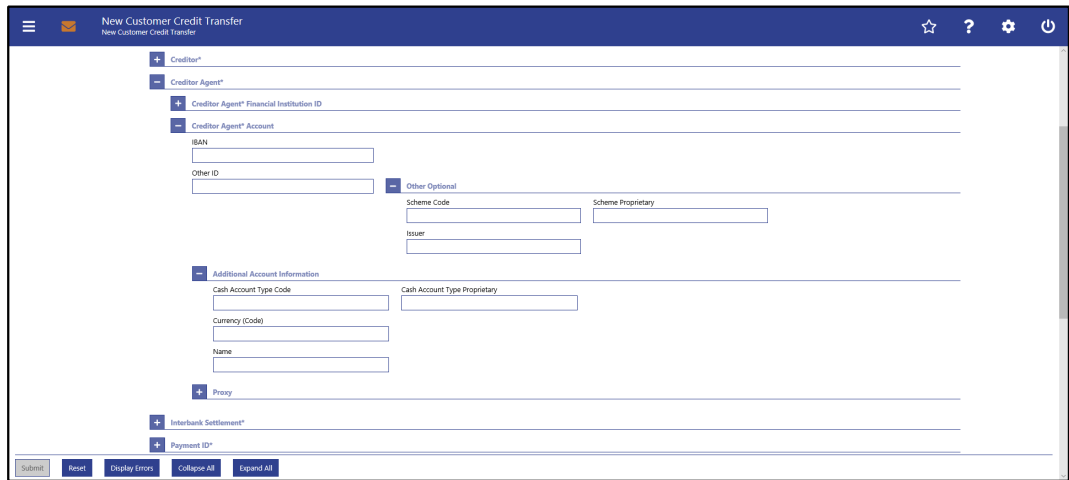 New Customer Credit Transfer
New Customer Credit Transfer
Creditor*
Creditor Agent*
Creditor Agent* Financial Institution ID
Creditor Agent* Account
IBAN
Other ID
Other Optional
Scheme Code Scheme Proprietary
Issuer
Additional Account Information
Cash Account Type Code Cash Account Type Proprietary
Currency (Code)
Name
Proxy
Interbank Settlement*
Payment ID*
Submit Reset Display Errors Collapse All Expand All